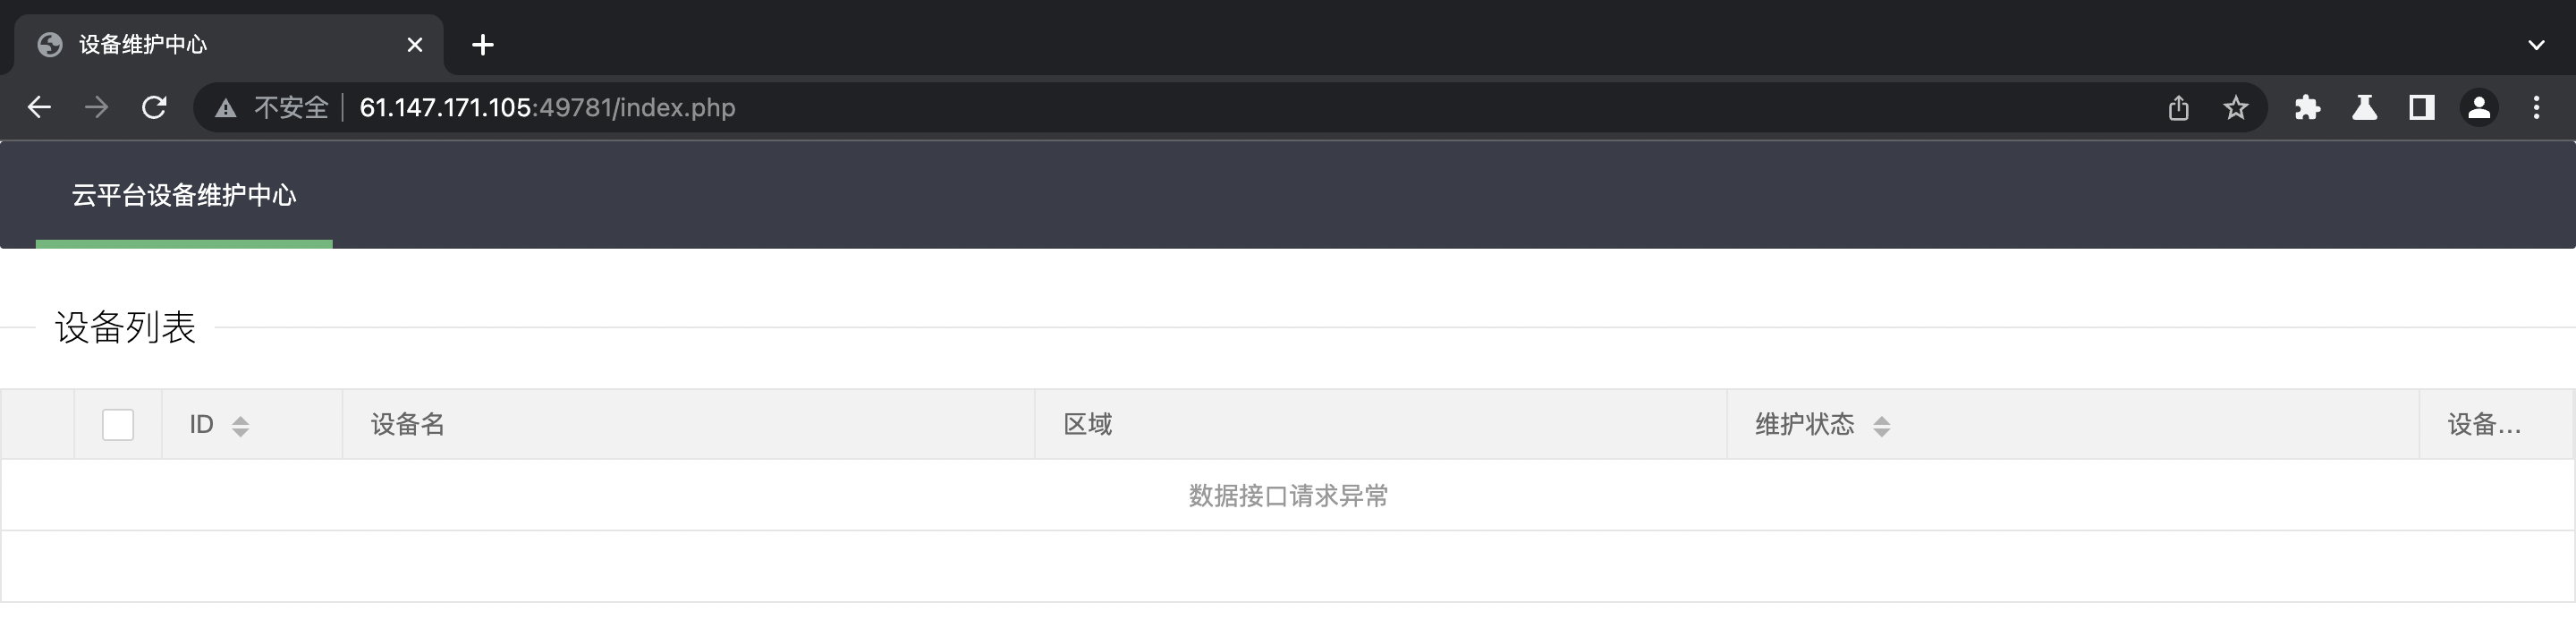 设备维护中心
不安全 61.147.171.105:49781/index.php
云平台设备维护中心
设备列表
ID 设备名 区域 维护状态 设备...
数据接口请求异常